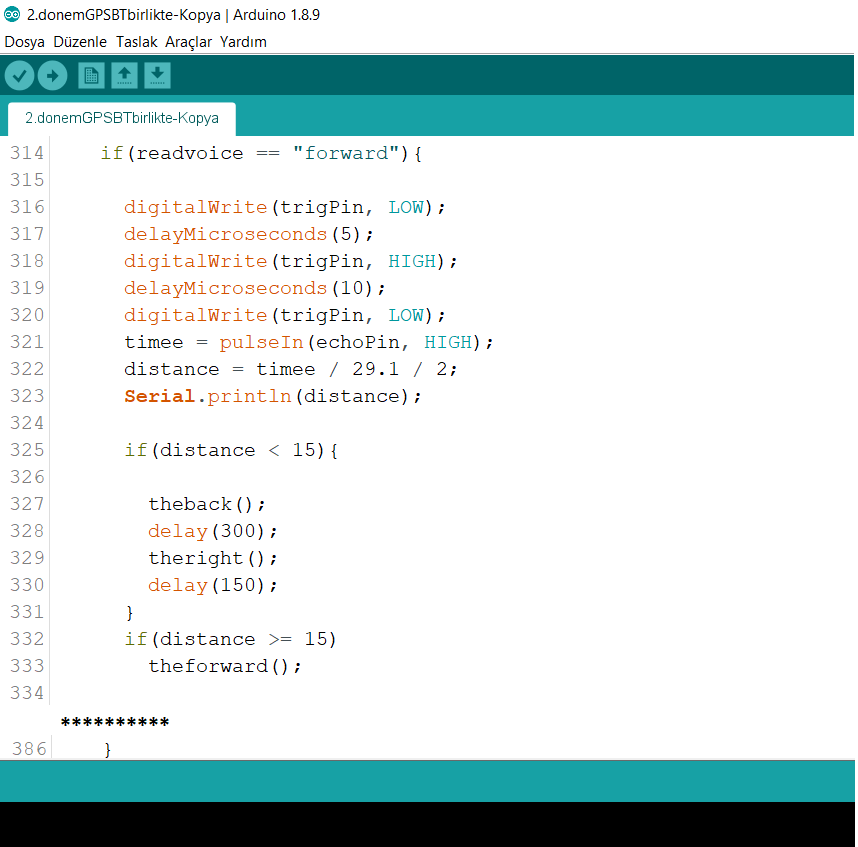 2.donemGPSBTbirlikte-Kopya | Arduino 1.8.9
Dosya Düzenle Taslak Araçlar Yardım
2.donemGPSBTbirlikte-Kopya
314 if(readvoice == "forward"){
315
316 digitalWrite(trigPin, LOW);
317 delayMicroseconds(5);
318 digitalWrite(trigPin, HIGH);
319 delayMicroseconds(10);
320 digitalWrite(trigPin, LOW);
321 timee = pulseIn(echoPin, HIGH);
322 distance = timee / 29.1 / 2;
323 Serial.println(distance);
324
325 if(distance < 15){
326
327 theback();
328 delay(300);
329 theright();
330 delay(150);
331 }
332 if(distance >= 15)
333 theforward();
334
**********
386 }